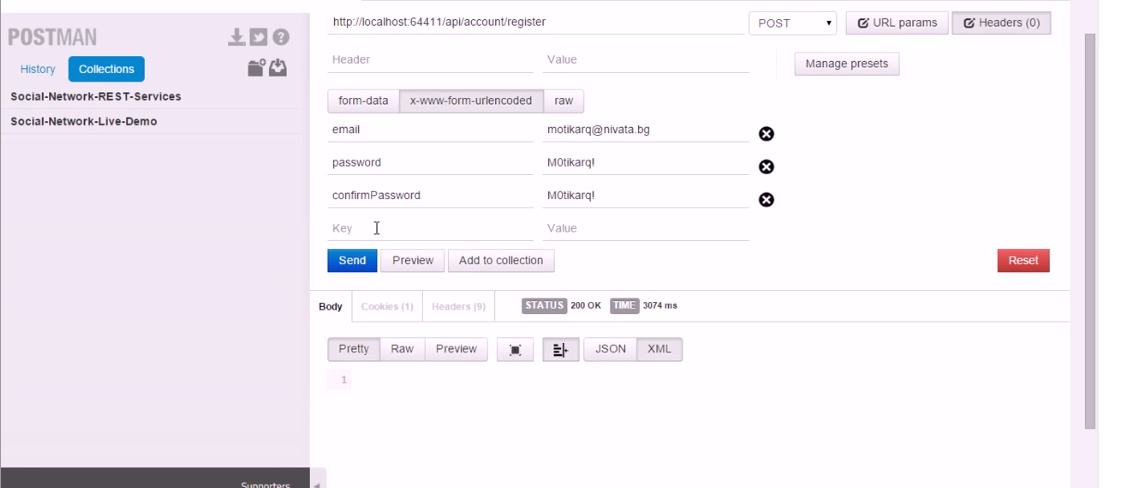 http://localhost:64411/api/account/register POST URL params Headers (0)
POSTMAN
Header Value Manage presets
History Collections
Social-Network-REST-Services
form-data x-www-form-urlencoded raw
Social-Network-Live-Demo
email motikarq@nivata.bg
password M0tikarq!
confirmPassword M0tikarq!
Key Value
Send Preview Add to collection Reset
Body Cookies (1) Headers (9) STATUS 200 OK TIME 3074 ms
Pretty Raw Preview JSON XML
1
Supporters